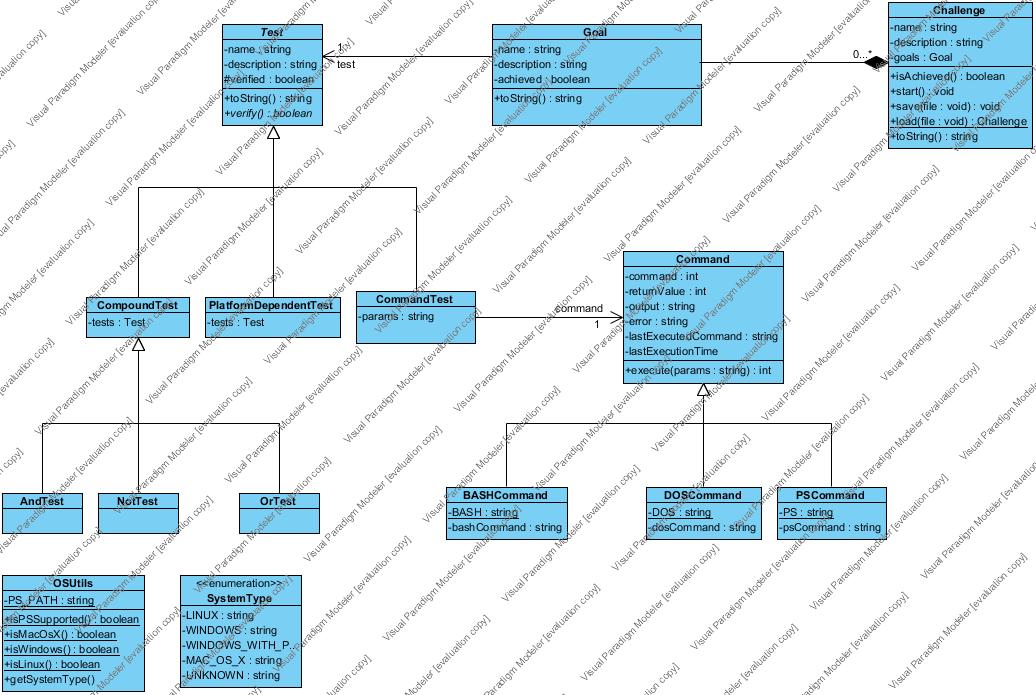 Test
-name : string
-description : string
#verified : boolean
+toString() : string
+verify() : boolean
1
test
Goal
-name : string
-description : string
-achieved : boolean
+toString() : string
0...*
Challenge
-name : string
-description : string
-goals : Goal
+isAchieved() : boolean
+start() : void
+save(file : void) : void
+load(file : void) : Challenge
+toString() : string
CompoundTest
-tests : Test
PlatformDependentTest
-tests : Test
CommandTest
-params : string
command
1
Command
-command : int
-returnValue : int
-output : string
-error : string
-lastExecutedCommand : string
-lastExecutionTime
+execute(params : string) : int
AndTest
NotTest
OrTest
BASHCommand
-BASH : string
-bashCommand : string
DOSCommand
-DOS : string
-dosCommand : string
PSCommand
-PS : string
-psCommand : string
OSUtils
-PS_PATH : string
+isPSSupported() : boolean
+isMacOsX() : boolean
+isWindows() : boolean
+isLinux() : boolean
+getSystemType()
<<enumeration>>
SystemType
-LINUX : string
-WINDOWS : string
-WINDOWS_WITH_P...
-MAC_OS_X : string
-UNKNOWN : string
Visual Paradigm Modeler [evaluation copy]